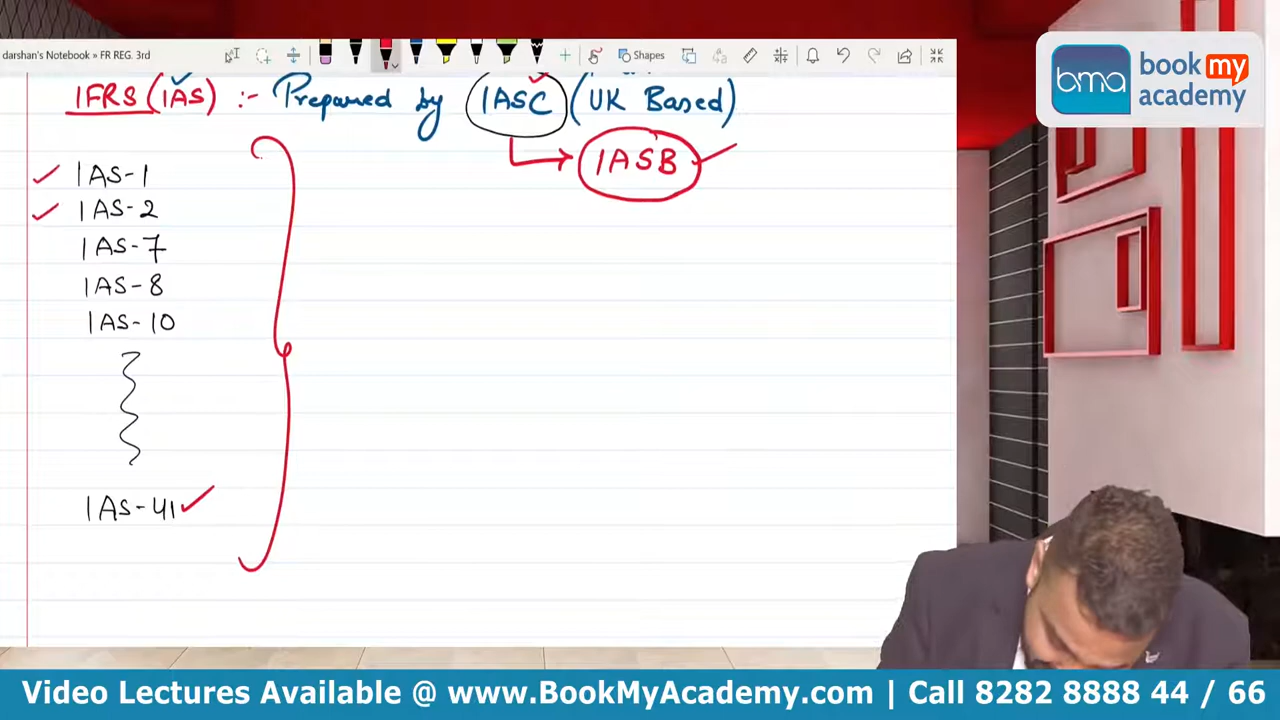 darshan's Notebook » FR REG. 3rd
Shapes
bma
book my academy
IFRS (IAS) :- Prepared by IASC (UK Based)
IASB
IAS-1
IAS-2
IAS-7
IAS-8
IAS-10
IAS-41
Video Lectures Available @ www.BookMyAcademy.com | Call 8282 8888 44 / 66